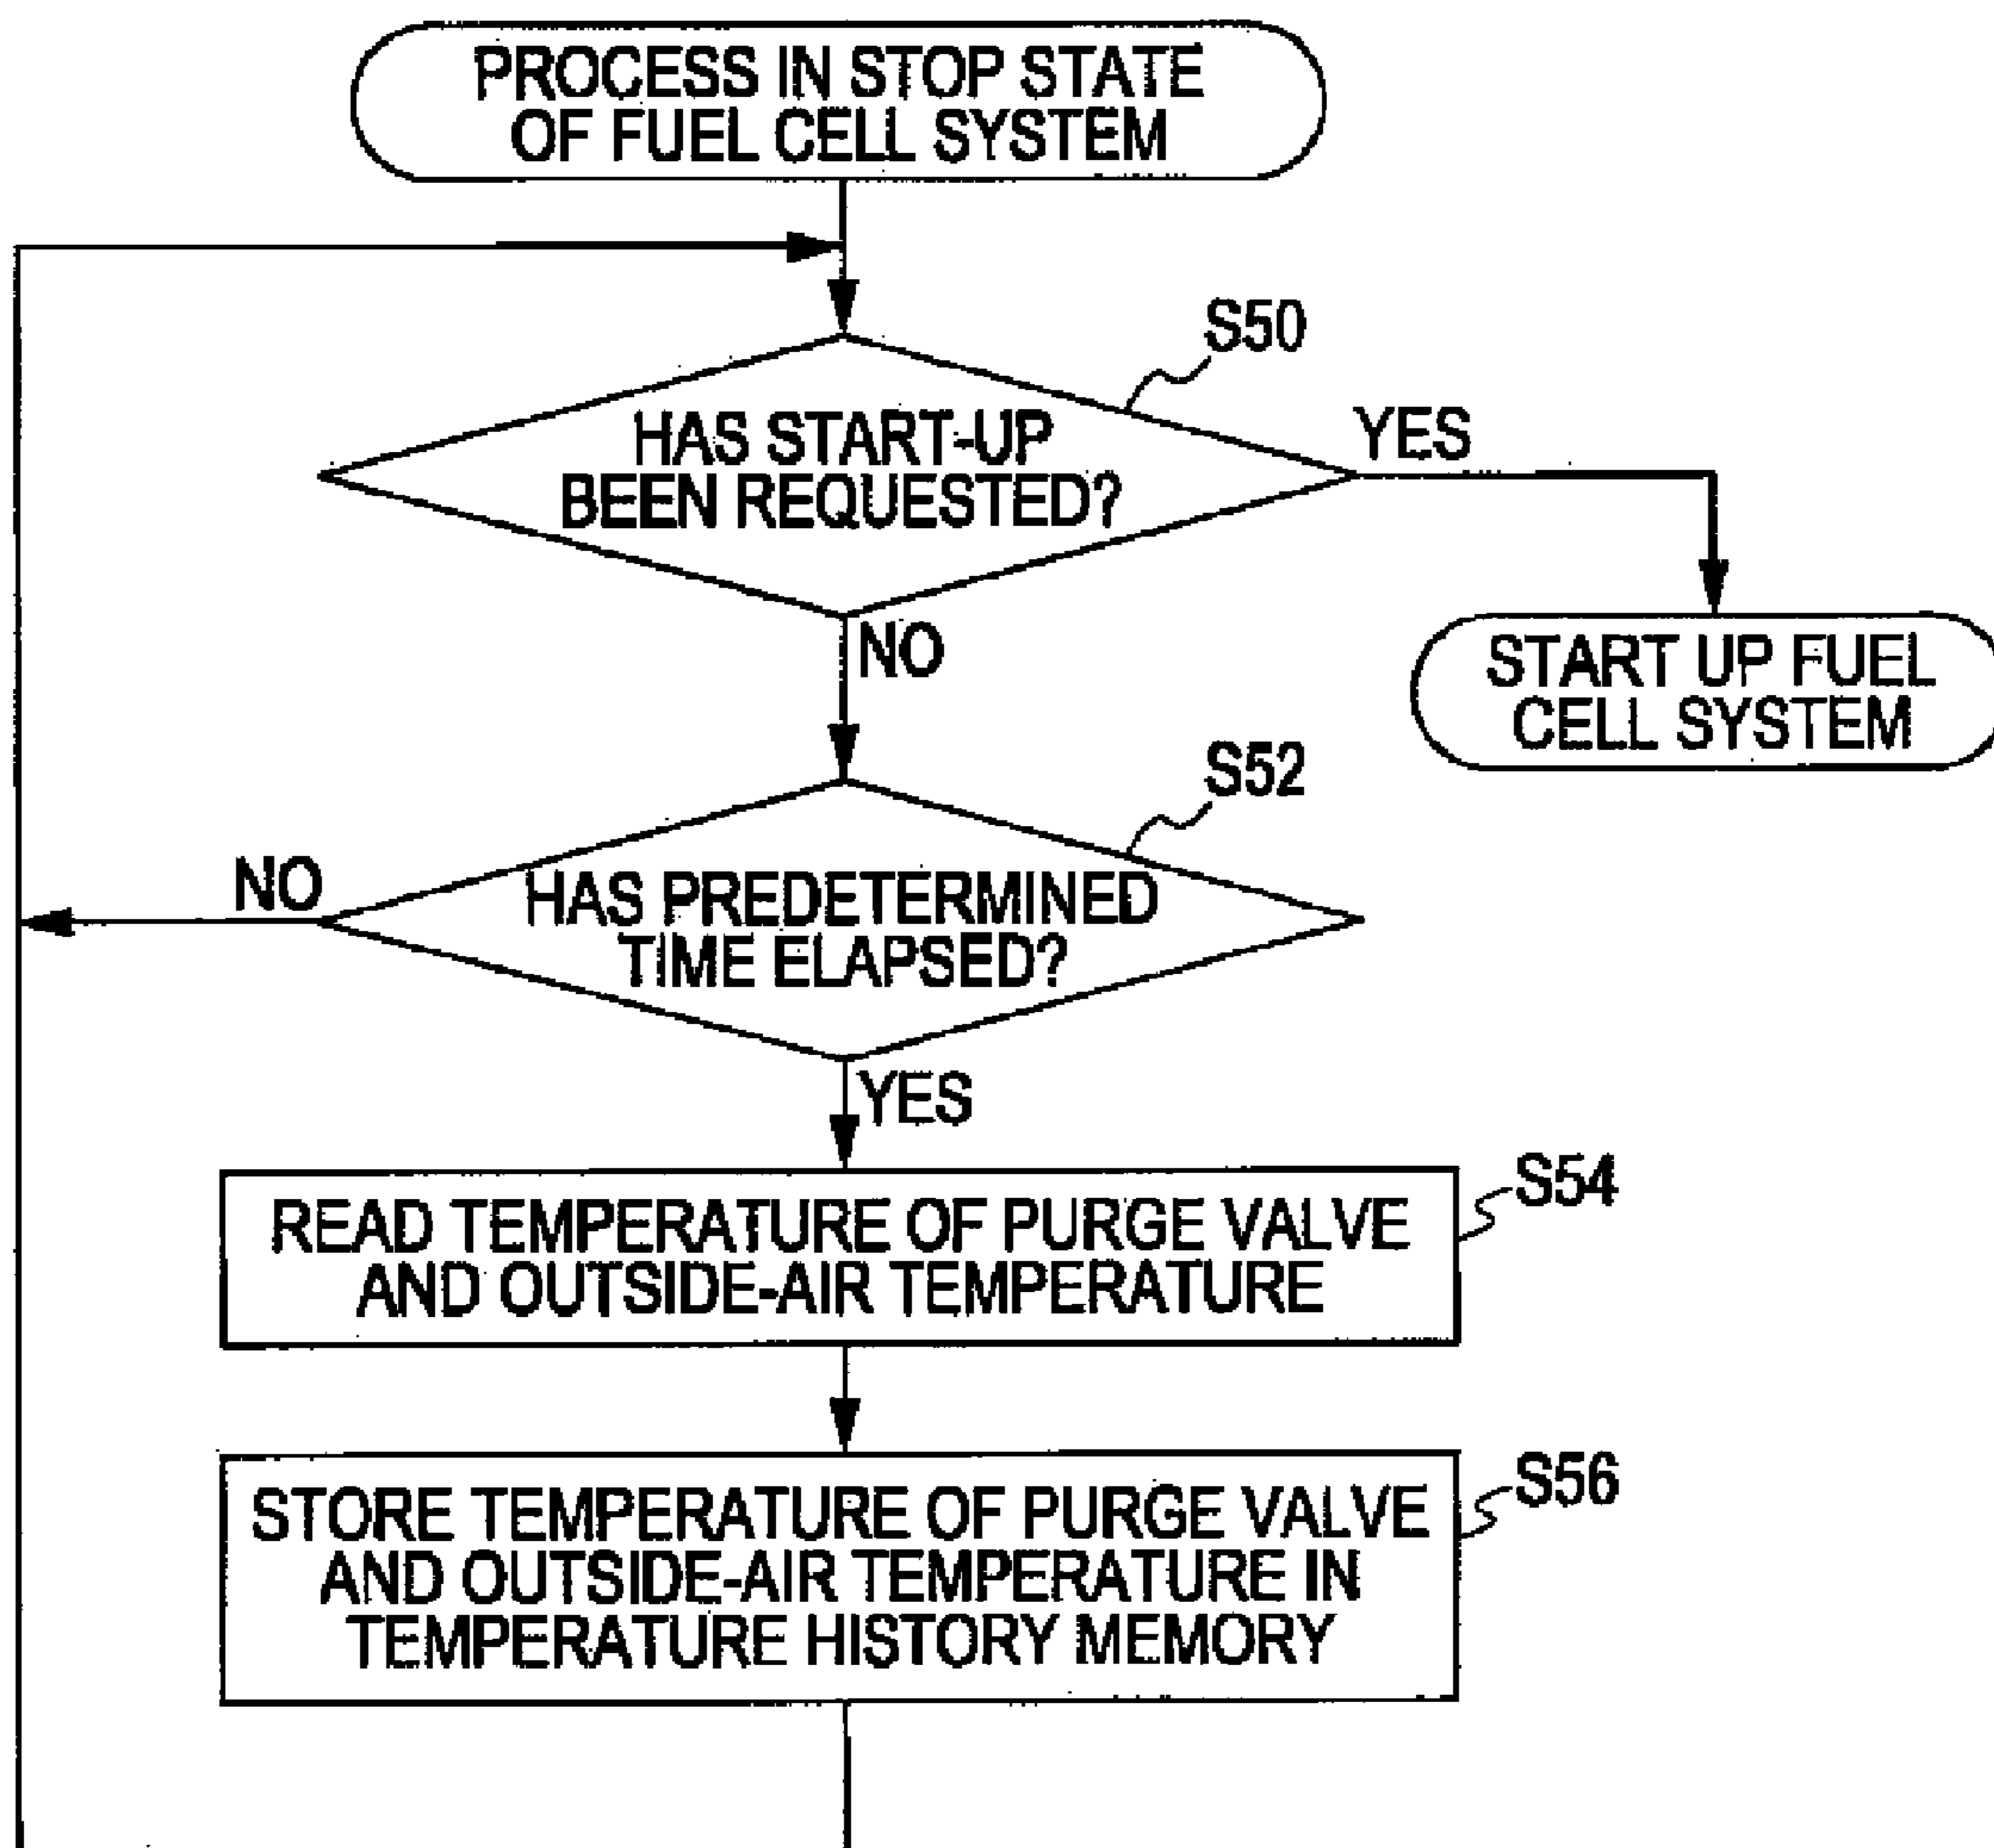 PROCESS IN STOP STATE
OF FUEL CELL SYSTEM
S50
HAS START-UP
BEEN REQUESTED?
YES
NO
START UP FUEL
CELL SYSTEM
S52
NO
HAS PREDETERMINED
TIME ELAPSED?
YES
S54
READ TEMPERATURE OF PURGE VALVE
AND OUTSIDE-AIR TEMPERATURE
S56
STORE TEMPERATURE OF PURGE VALVE
AND OUTSIDE-AIR TEMPERATURE IN
TEMPERATURE HISTORY MEMORY